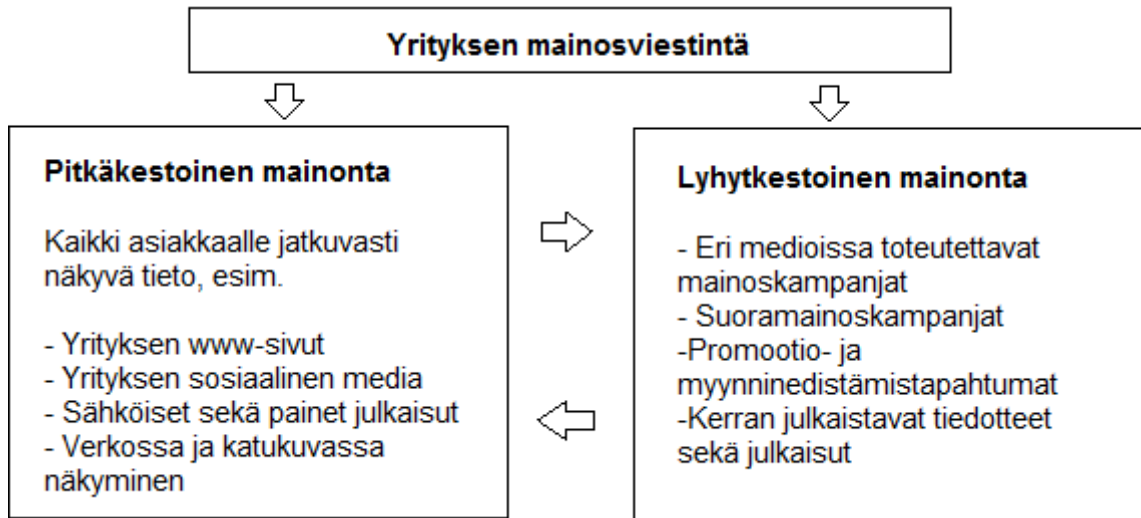 Yrityksen mainosviestintä
Pitkäkestoinen mainonta
Kaikki asiakkaalle jatkuvasti
näkyvä tieto, esim.
- Yrityksen www-sivut
- Yrityksen sosiaalinen media
- Sähköiset sekä painet julkaisut
- Verkossa ja katukuvassa
näkyminen
Lyhytkestoinen mainonta
- Eri medioissa toteutettavat
mainoskampanjat
- Suoramainoskampanjat
-Promootio- ja
myynninedistämistapahtumat
-Kerran julkaistavat tiedotteet
sekä julkaisut